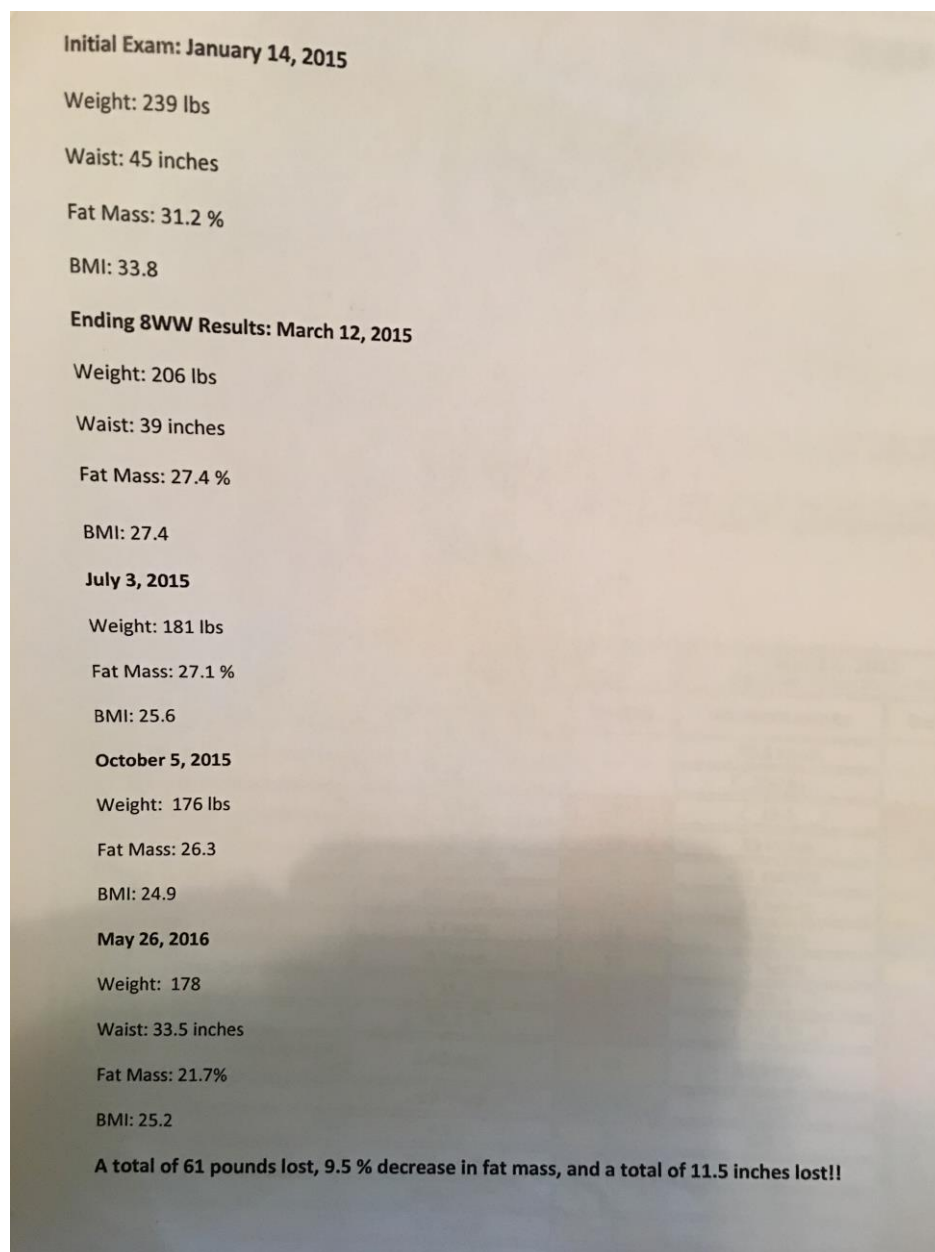 Initial Exam: January 14, 2015
Weight: 239 lbs
Waist: 45 inches
Fat Mass: 31.2 %
BMI: 33.8
Ending 8WW Results: March 12, 2015
Weight: 206 lbs
Waist: 39 inches
Fat Mass: 27.4 %
BMI: 27.4
July 3, 2015
Weight: 181 lbs
Fat Mass: 27.1 %
BMI: 25.6
October 5, 2015
Weight:  176 lbs
Fat Mass: 26.3
BMI: 24.9
May 26, 2016
Weight:  178
Waist: 33.5 inches
Fat Mass: 21.7%
BMI: 25.2
A total of 61 pounds lost, 9.5 % decrease in fat mass, and a total of 11.5 inches lost!!